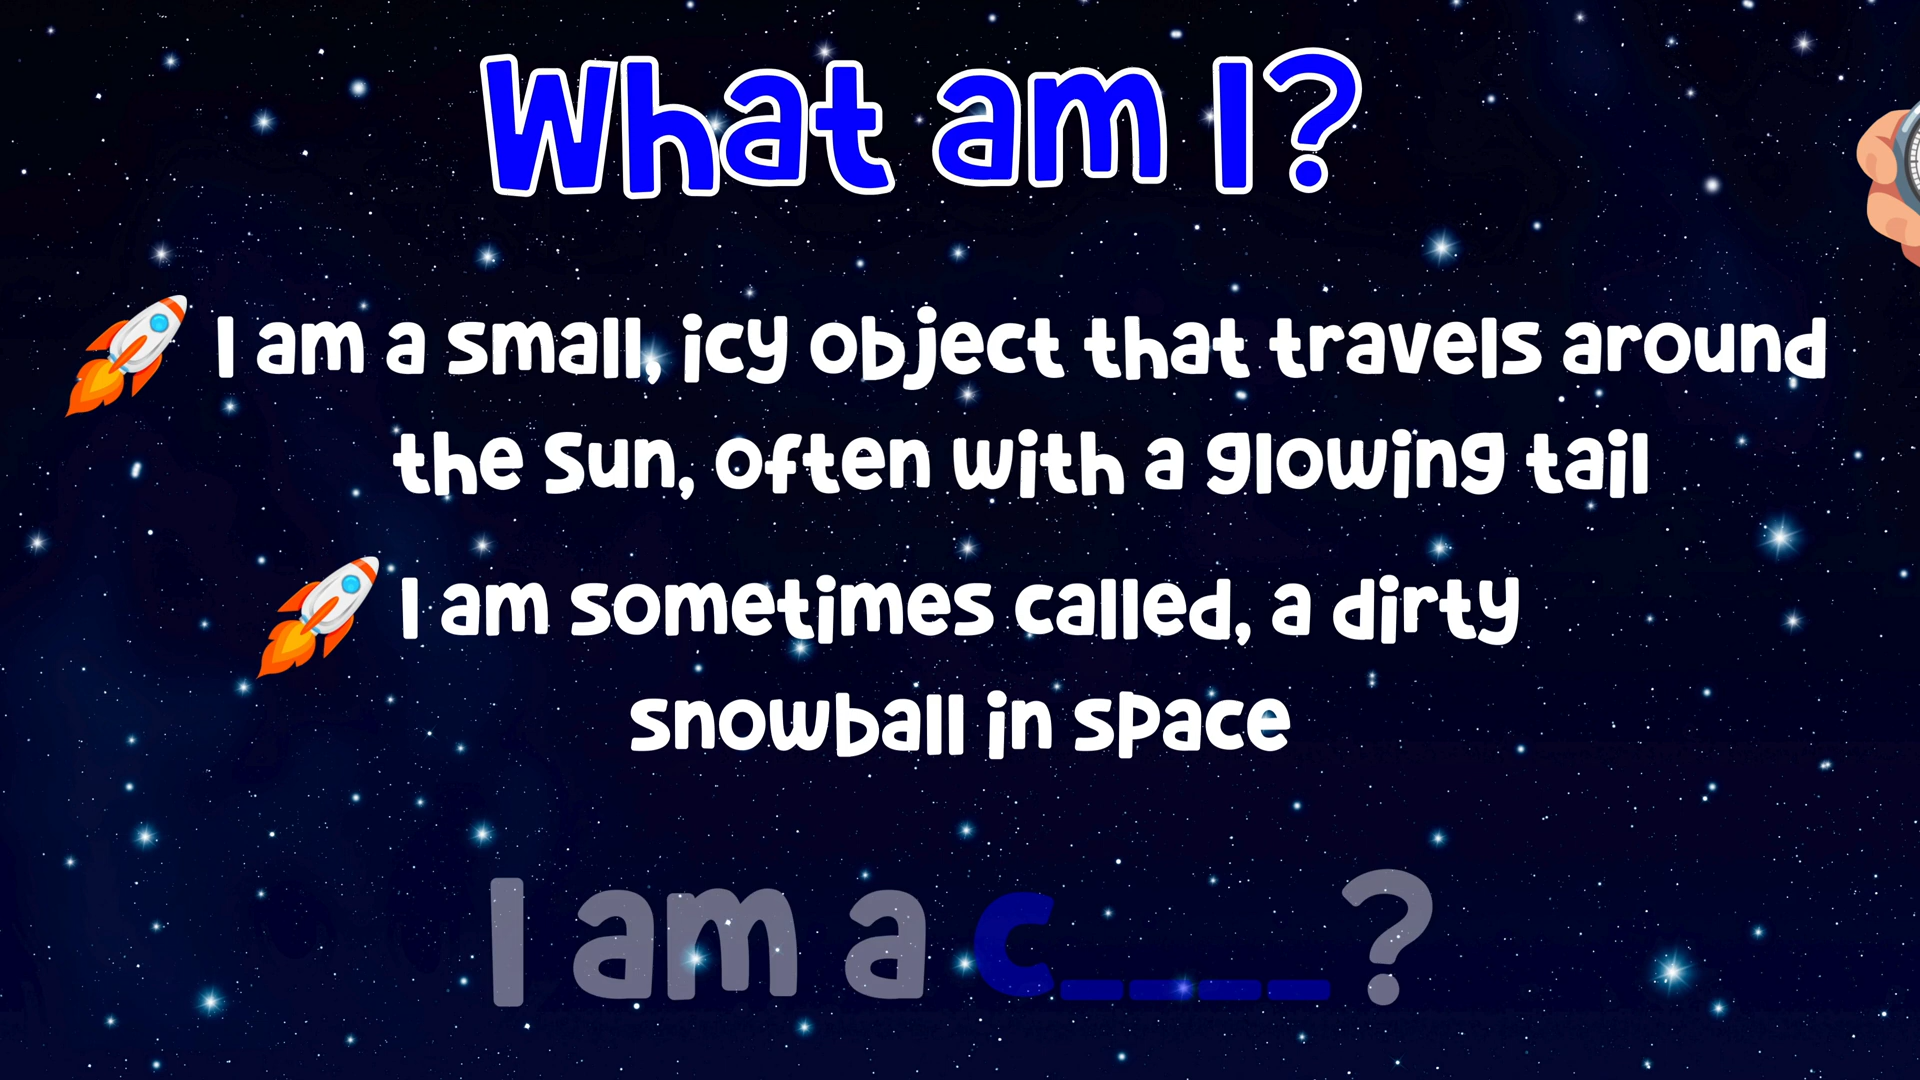 What am I?
I am a small, icy object that travels around
the Sun, often with a glowing tail
I am sometimes called, a dirty
snowball in space
I am a c____?